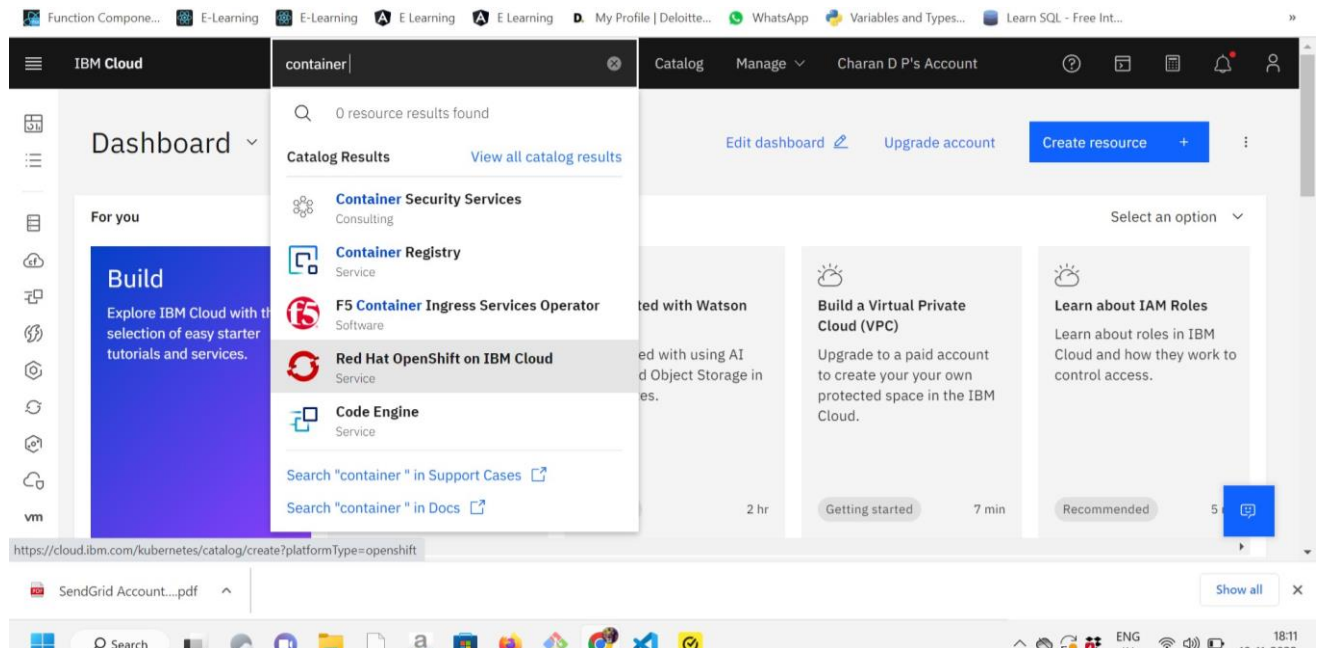 Function Compone... E-Learning E-Learning E Learning E Learning D. My Profile | Deloitte... WhatsApp Variables and Types... Learn SQL - Free Int... »
IBM Cloud container Catalog Manage Charan D P's Account
0 resource results found
Dashboard Edit dashboard Upgrade account Create resource +
Catalog Results View all catalog results
Container Security Services
Consulting
For you Select an option
Container Registry
Service
Build
Explore IBM Cloud with th
selection of easy starter
tutorials and services.
F5 Container Ingress Services Operator
Software
Red Hat OpenShift on IBM Cloud
Service
Code Engine
Service
Search "container " in Support Cases
Search "container " in Docs
ted with Watson
ed with using AI
d Object Storage in
es.
2 hr
Build a Virtual Private
Cloud (VPC)
Upgrade to a paid account
to create your your own
protected space in the IBM
Cloud.
Getting started 7 min
Learn about IAM Roles
Learn about roles in IBM
Cloud and how they work to
control access.
Recommended 5
vm
https://cloud.ibm.com/kubernetes/catalog/create?platformType=openshift
PDF SendGrid Account....pdf Show all X
Search ENG 18:11